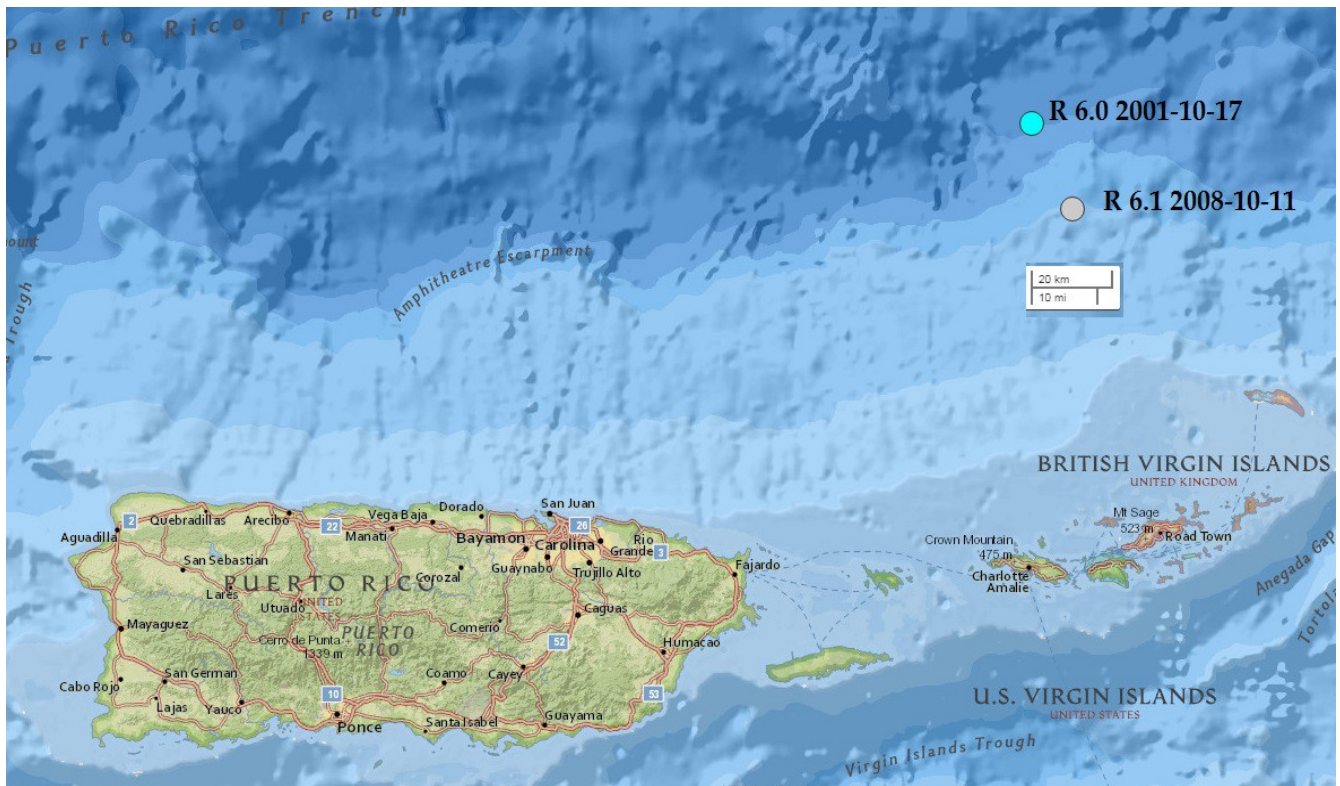 Puerto Rico Trench
R 6.0 2001-10-17
R 6.1 2008-10-11
ount
Amphitheatre Escarpment
20 km
10 mi
Trough
BRITISH VIRGIN ISLANDS
UNITED KINGDOM
Mt Sage
523 m
Road Town
Crown Mountain
475 m
Charlotte
Amalie
Anegada Gap
Tortola
Aguadilla
2
Quebradillas
Arecibo
22
Vega Baja
Manati
Dorado
San Juan
26
Bayamon
Carolina
Rio
Grande
3
Guaynabo
Trujillo Alto
Fajardo
San Sebastian
Lares
PUERTO RICO
UNITED
STATES
Utuado
Corozal
Caguas
Mayaguez
Cerro de Punta
1339 m
PUERTO
RICO
Comerio
52
Humacao
Cabo Rojo
San German
Lajas
Yauco
10
Ponce
Coamo
Cayey
Santa Isabel
Guayama
53
U.S. VIRGIN ISLANDS
UNITED STATES
Virgin Islands Trough